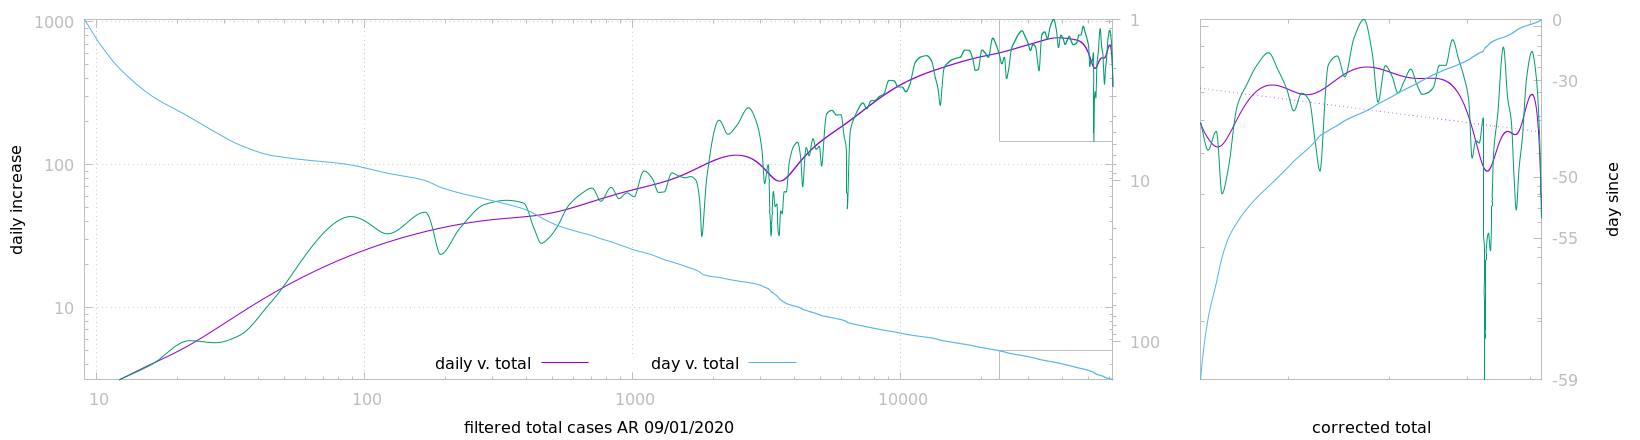 1000
100
10
daily increase
10
100
1000
10000
filtered total cases AR 09/01/2020
daily v. total
day v. total
1
10
100
day since
0
-30
-50
-55
-59
corrected total